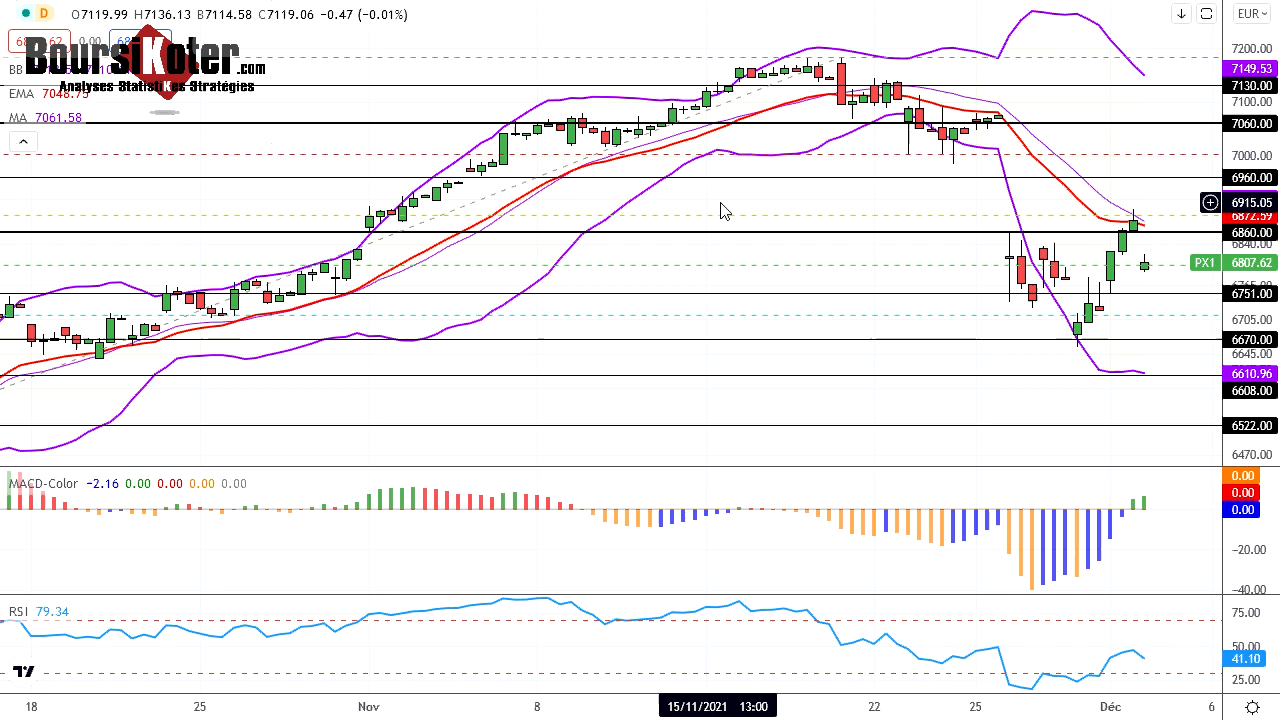 D O7119.99 H7136.13 B7114.58 C7119.06 −0.47 (−0.01%)
EUR
0.00
BoursiKoter.com
Analyses StatistiKes Stratégies
BB
EMA 7048.75
MA 7061.58
7200.00
7149.53
7130.00
7100.00
7060.00
7000.00
6960.00
6915.05
6872.59
6860.00
6840.00
PX1 6807.62
6765.00
6751.00
6705.00
6670.00
6645.00
6610.96
6608.00
6522.00
6470.00
MACD-Color −2.16 0.00 0.00 0.00 0.00
0.00
0.00
0.00
−20.00
−40.00
RSI 79.34
75.00
50.00
41.10
25.00
18 25 Nov 8 15/11/2021 13:00 22 25 Déc 6